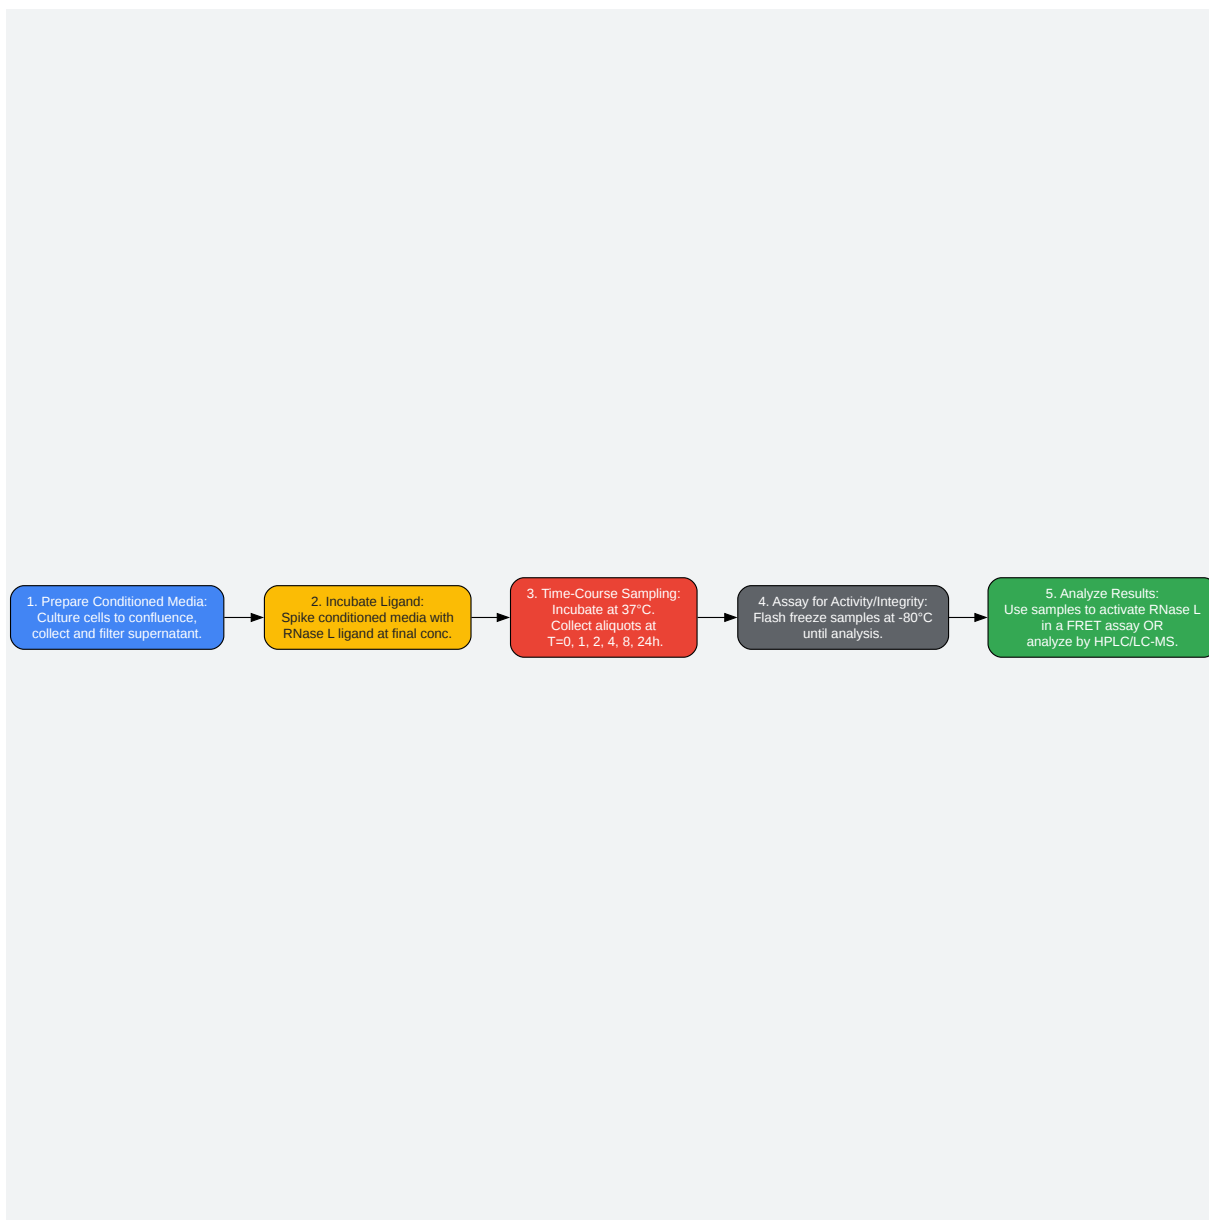 1. Prepare Conditioned Media:
Culture cells to confluence,
collect and filter supernatant.
2. Incubate Ligand:
Spike conditioned media with
RNase L ligand at final conc.
3. Time-Course Sampling:
Incubate at 37°C.
Collect aliquots at
T=0, 1, 2, 4, 8, 24h.
4. Assay for Activity/Integrity:
Flash freeze samples at -80°C
until analysis.
5. Analyze Results:
Use samples to activate RNase L
in a FRET assay OR
analyze by HPLC/LC-MS.